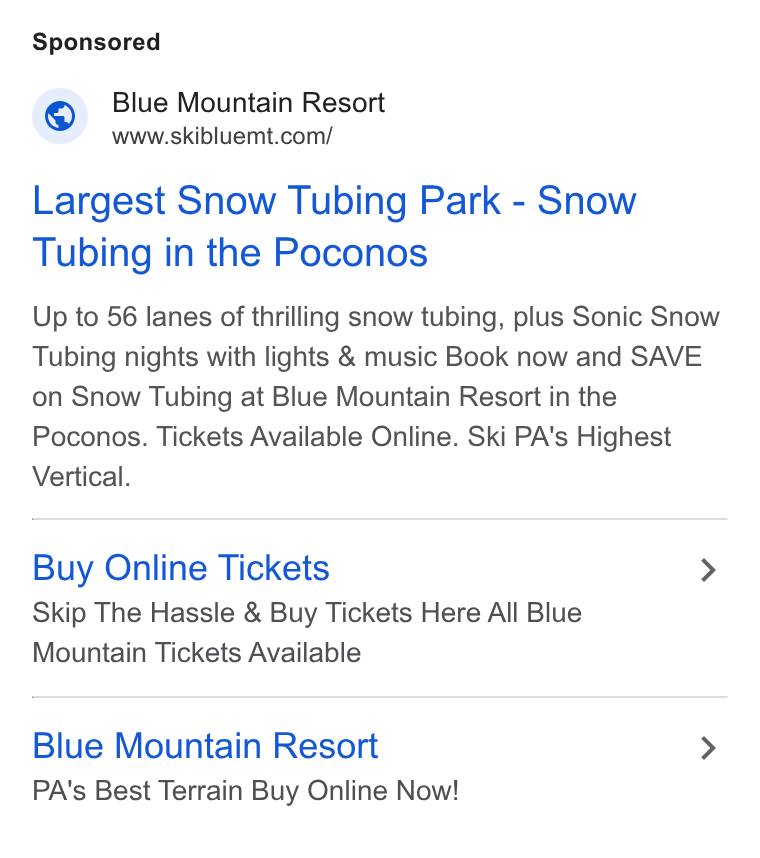 Sponsored
Blue Mountain Resort
www.skibluemt.com/
Largest Snow Tubing Park - Snow
Tubing in the Poconos
Up to 56 lanes of thrilling snow tubing, plus Sonic Snow
Tubing nights with lights & music Book now and SAVE
on Snow Tubing at Blue Mountain Resort in the
Poconos. Tickets Available Online. Ski PA's Highest
Vertical.
Buy Online Tickets
Skip The Hassle & Buy Tickets Here All Blue
Mountain Tickets Available
Blue Mountain Resort
PA's Best Terrain Buy Online Now!